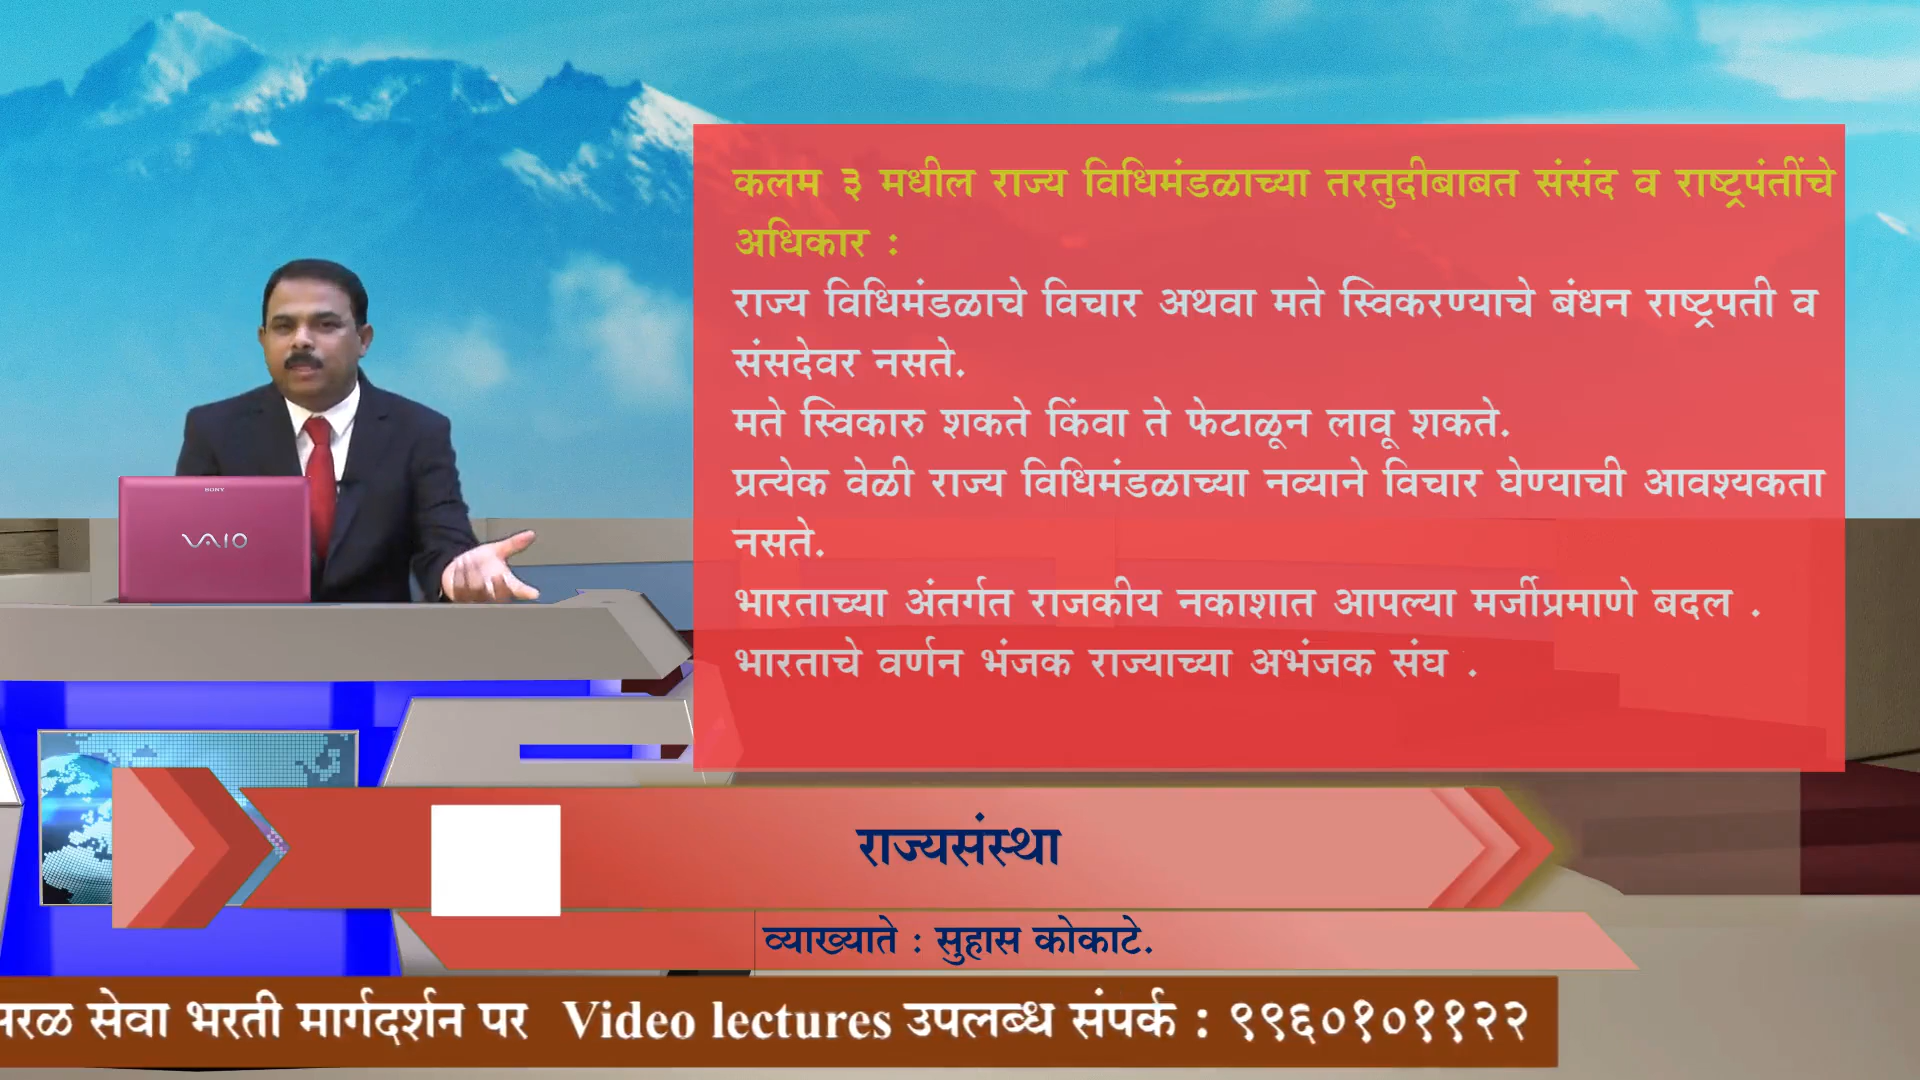 कलम ३ मधील राज्य विधिमंडळाच्या तरतुदीबाबत संसंद व राष्ट्रपंतींचे
अधिकार :
राज्य विधिमंडळाचे विचार अथवा मते स्विकरण्याचे बंधन राष्ट्रपती व
संसदेवर नसते.
मते स्विकारु शकते किंवा ते फेटाळून लावू शकते.
प्रत्येक वेळी राज्य विधिमंडळाच्या नव्याने विचार घेण्याची आवश्यकता
नसते.
भारताच्या अंतर्गत राजकीय नकाशात आपल्या मर्जीप्रमाणे बदल .
भारताचे वर्णन भंजक राज्याच्या अभंजक संघ .
SONY
VAIO
राज्यसंस्था
व्याख्याते : सुहास कोकाटे.
सेवा भरती मार्गदर्शन पर Video lectures उपलब्ध संपर्क : ९९६०१०११२२